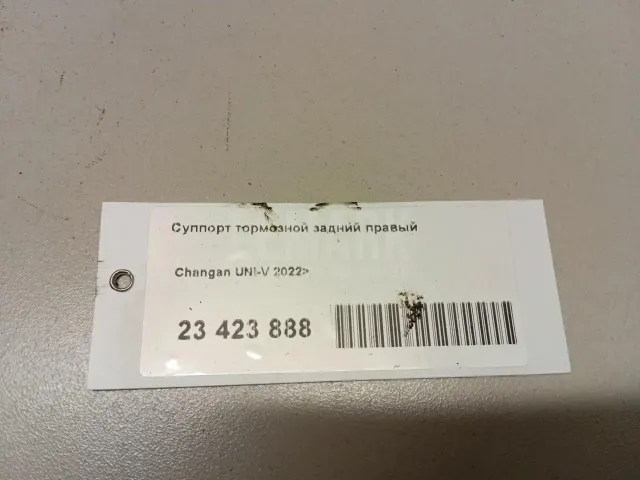 Суппорт тормозной задний правый
Changan UNI-V 2022>
23 423 888